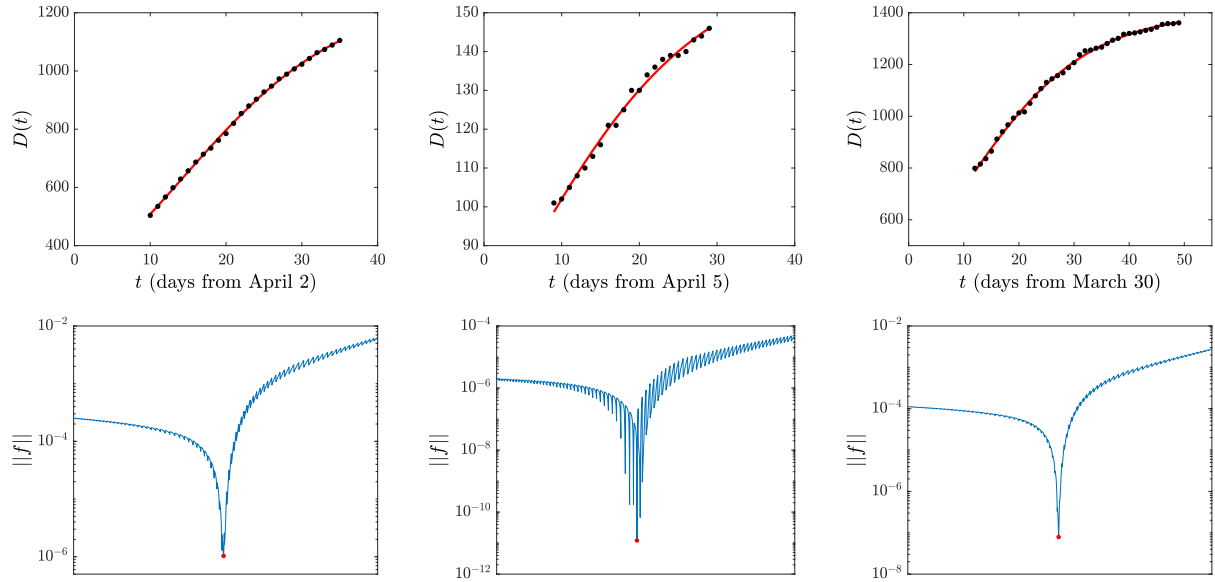 1200
1000
800
600
400
D(t)
0 10 20 30 40
t (days from April 2)
150
140
130
120
110
100
90
D(t)
0 10 20 30 40
t (days from April 5)
1400
1200
1000
800
600
D(t)
0 10 20 30 40 50
t (days from March 30)
10⁻²
10⁻⁴
10⁻⁶
||f||
10⁻⁴
10⁻⁶
10⁻⁸
10⁻¹⁰
10⁻¹²
||f||
10⁻²
10⁻⁴
10⁻⁶
10⁻⁸
||f||